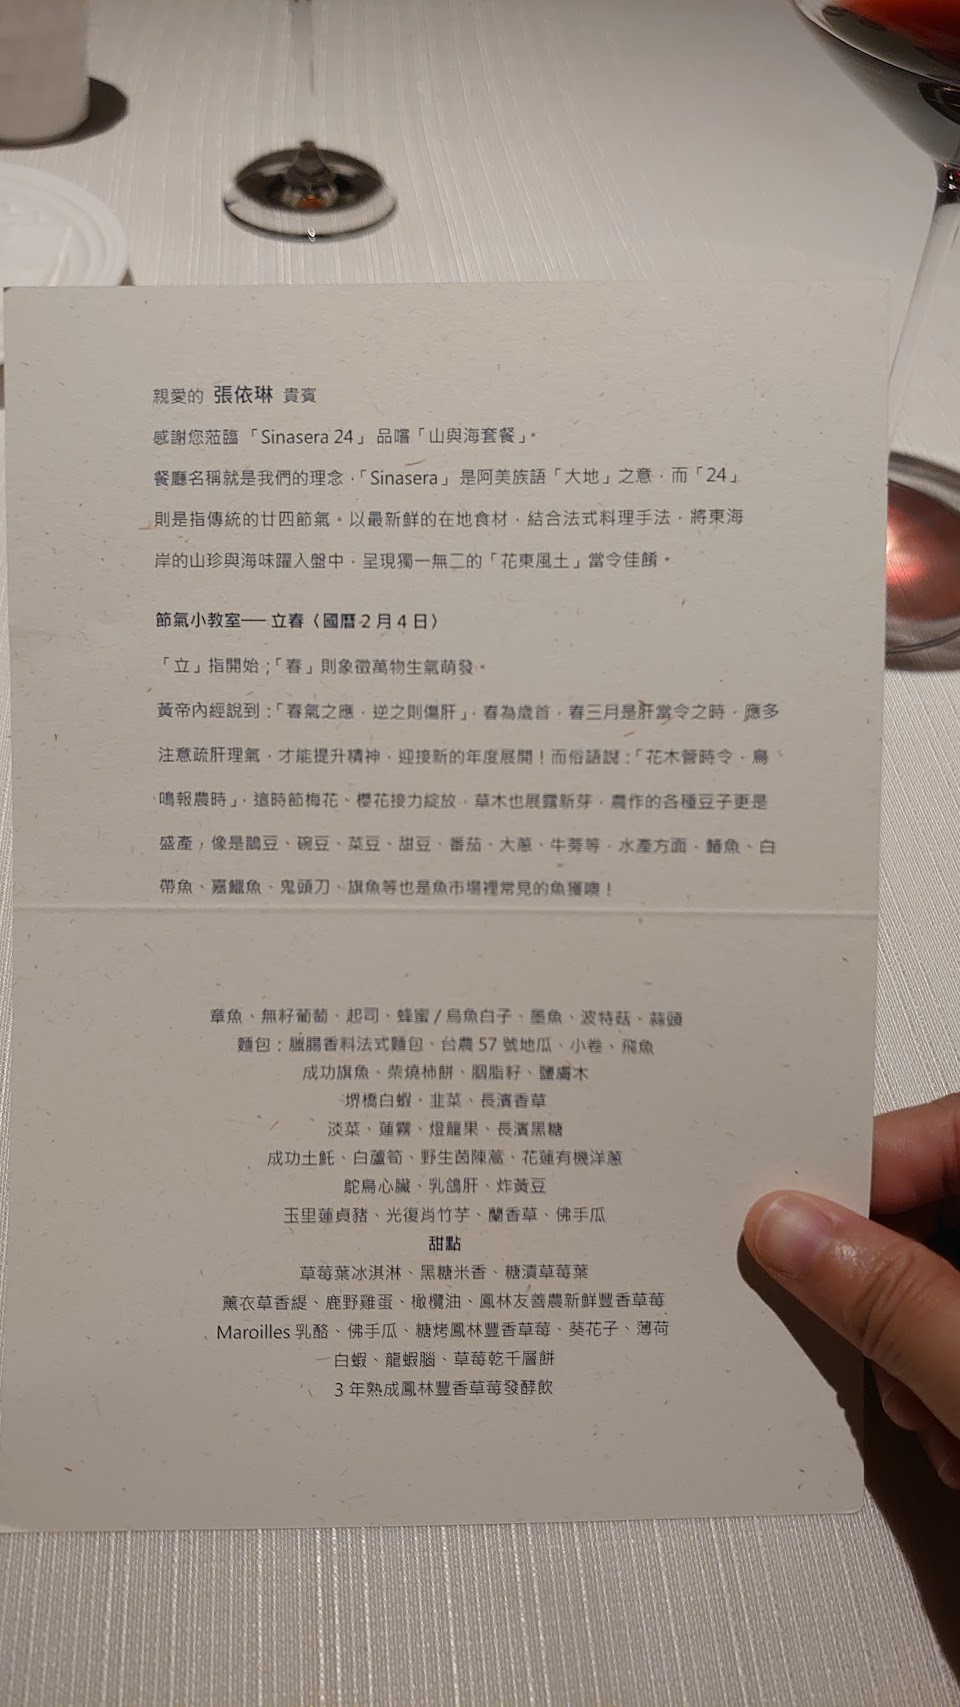 親愛的 張依琳 貴賓
感謝您蒞臨「Sinasera 24」品嚐「山與海套餐」。
餐廳名稱就是我們的理念，「Sinasera」是阿美族語「大地」之意，而「24」
則是指傳統的廿四節氣。以最新鮮的在地食材，結合法式料理手法，將東海
岸的山珍與海味躍入盤中，呈現獨一無二的「花東風土」當令佳餚。
節氣小教室──立春（國曆 2 月 4 日）
「立」指開始；「春」則象徵萬物生氣萌發。
黃帝內經說到：「春氣之應，逆之則傷肝」，春為歲首，春三月是肝當令之時，應多
注意疏肝理氣，才能提升精神，迎接新的年度展開！而俗語說：「花木管時令，鳥
鳴報農時」，這時節梅花、櫻花接力綻放，草木也展露新芽，農作的各種豆子更是
盛產，像是鵲豆、碗豆、菜豆、甜豆、番茄、大蔥、牛蒡等，水產方面，鰆魚、白
帶魚、嘉鱲魚、鬼頭刀、旗魚等也是魚市場裡常見的魚獲噢！
章魚、無籽葡萄、起司、蜂蜜 / 烏魚白子、墨魚、波特菇、蒜頭
麵包：臘腸香料法式麵包、台農 57 號地瓜、小卷、飛魚
成功旗魚、柴燒柿餅、胭脂籽、鹽膚木
堺橋白蝦、韭菜、長濱香草
淡菜、蓮霧、燈籠果、長濱黑糖
成功土魠、白蘆筍、野生茵陳蒿、花蓮有機洋蔥
鴕鳥心臟、乳鴿肝、炸黃豆
玉里蓮貞豬、光復肖竹芋、蘭香草、佛手瓜
甜點
草莓葉冰淇淋、黑糖米香、糖漬草莓葉
薰衣草香緹、鹿野雞蛋、橄欖油、鳳林友善農新鮮豐香草莓
Maroilles 乳酪、佛手瓜、糖烤鳳林豐香草莓、葵花子、薄荷
白蝦、龍蝦腦、草莓乾千層餅
3 年熟成鳳林豐香草莓發酵飲